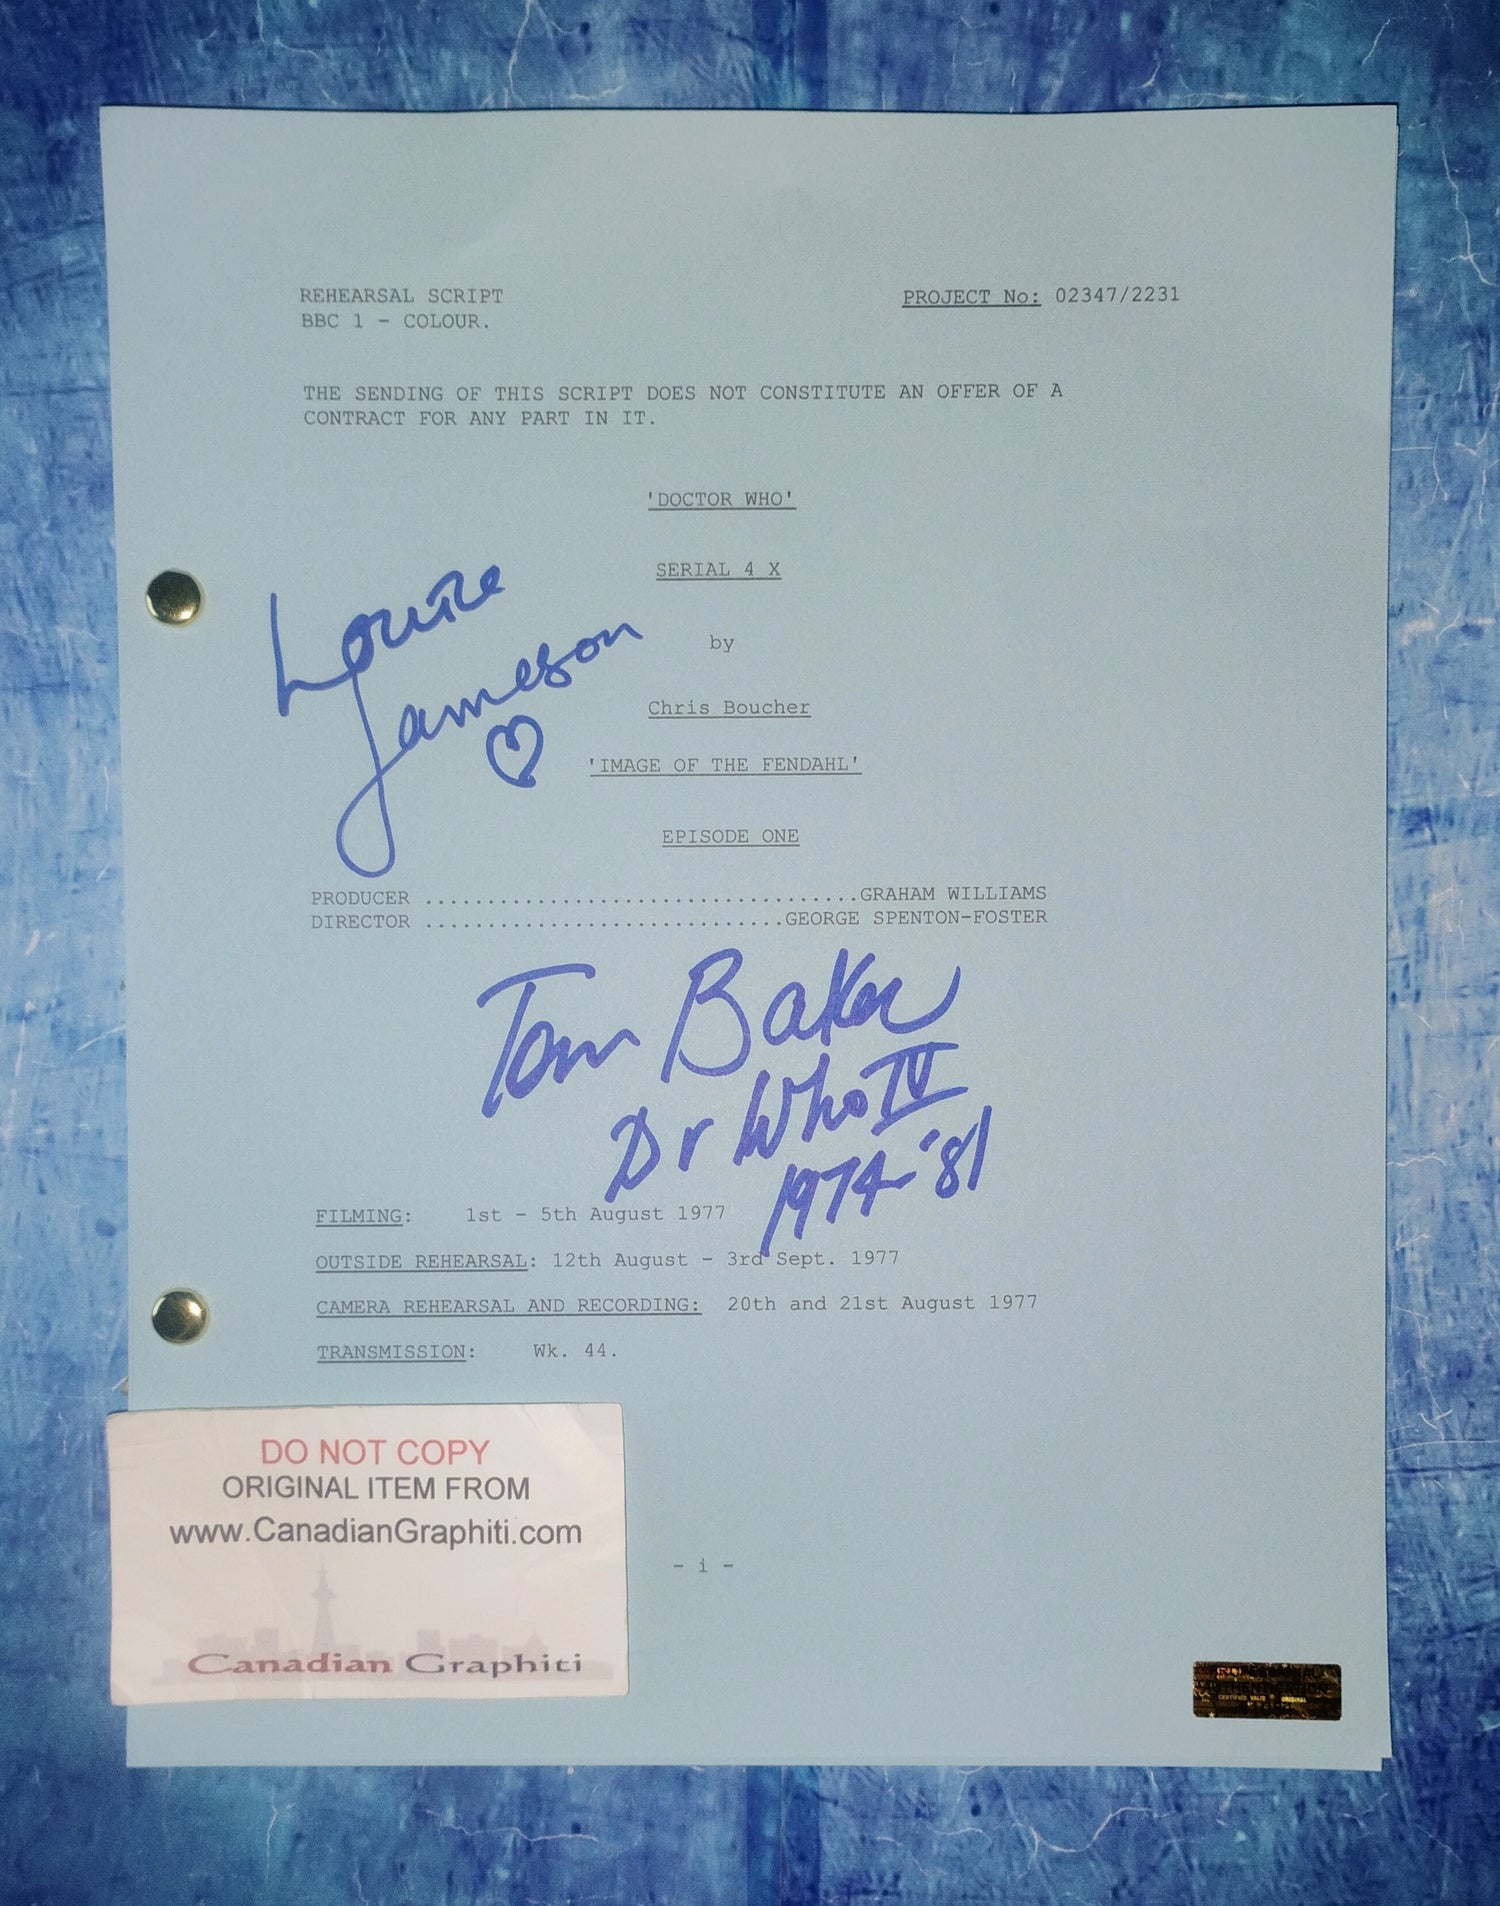 REHEARSAL SCRIPT
PROJECT No: 02347/2231
BBC 1 - COLOUR.
THE SENDING OF THIS SCRIPT DOES NOT CONSTITUTE AN OFFER OF A
CONTRACT FOR ANY PART IN IT.
'DOCTOR WHO'
SERIAL 4 X
by
Chris Boucher
'IMAGE OF THE FENDAHL'
EPISODE ONE
Louise
Jameson
♡
PRODUCER ...................................GRAHAM WILLIAMS
DIRECTOR .............................GEORGE SPENTON-FOSTER
Tom Baker
Dr Who IV
1974-'81
FILMING: 1st - 5th August 1977
OUTSIDE REHEARSAL: 12th August - 3rd Sept. 1977
CAMERA REHEARSAL AND RECORDING: 20th and 21st August 1977
TRANSMISSION: Wk. 44.
- i -
DO NOT COPY
ORIGINAL ITEM FROM
www.CanadianGraphiti.com
Canadian Graphiti
CERTIFIED VALID ORIGINAL